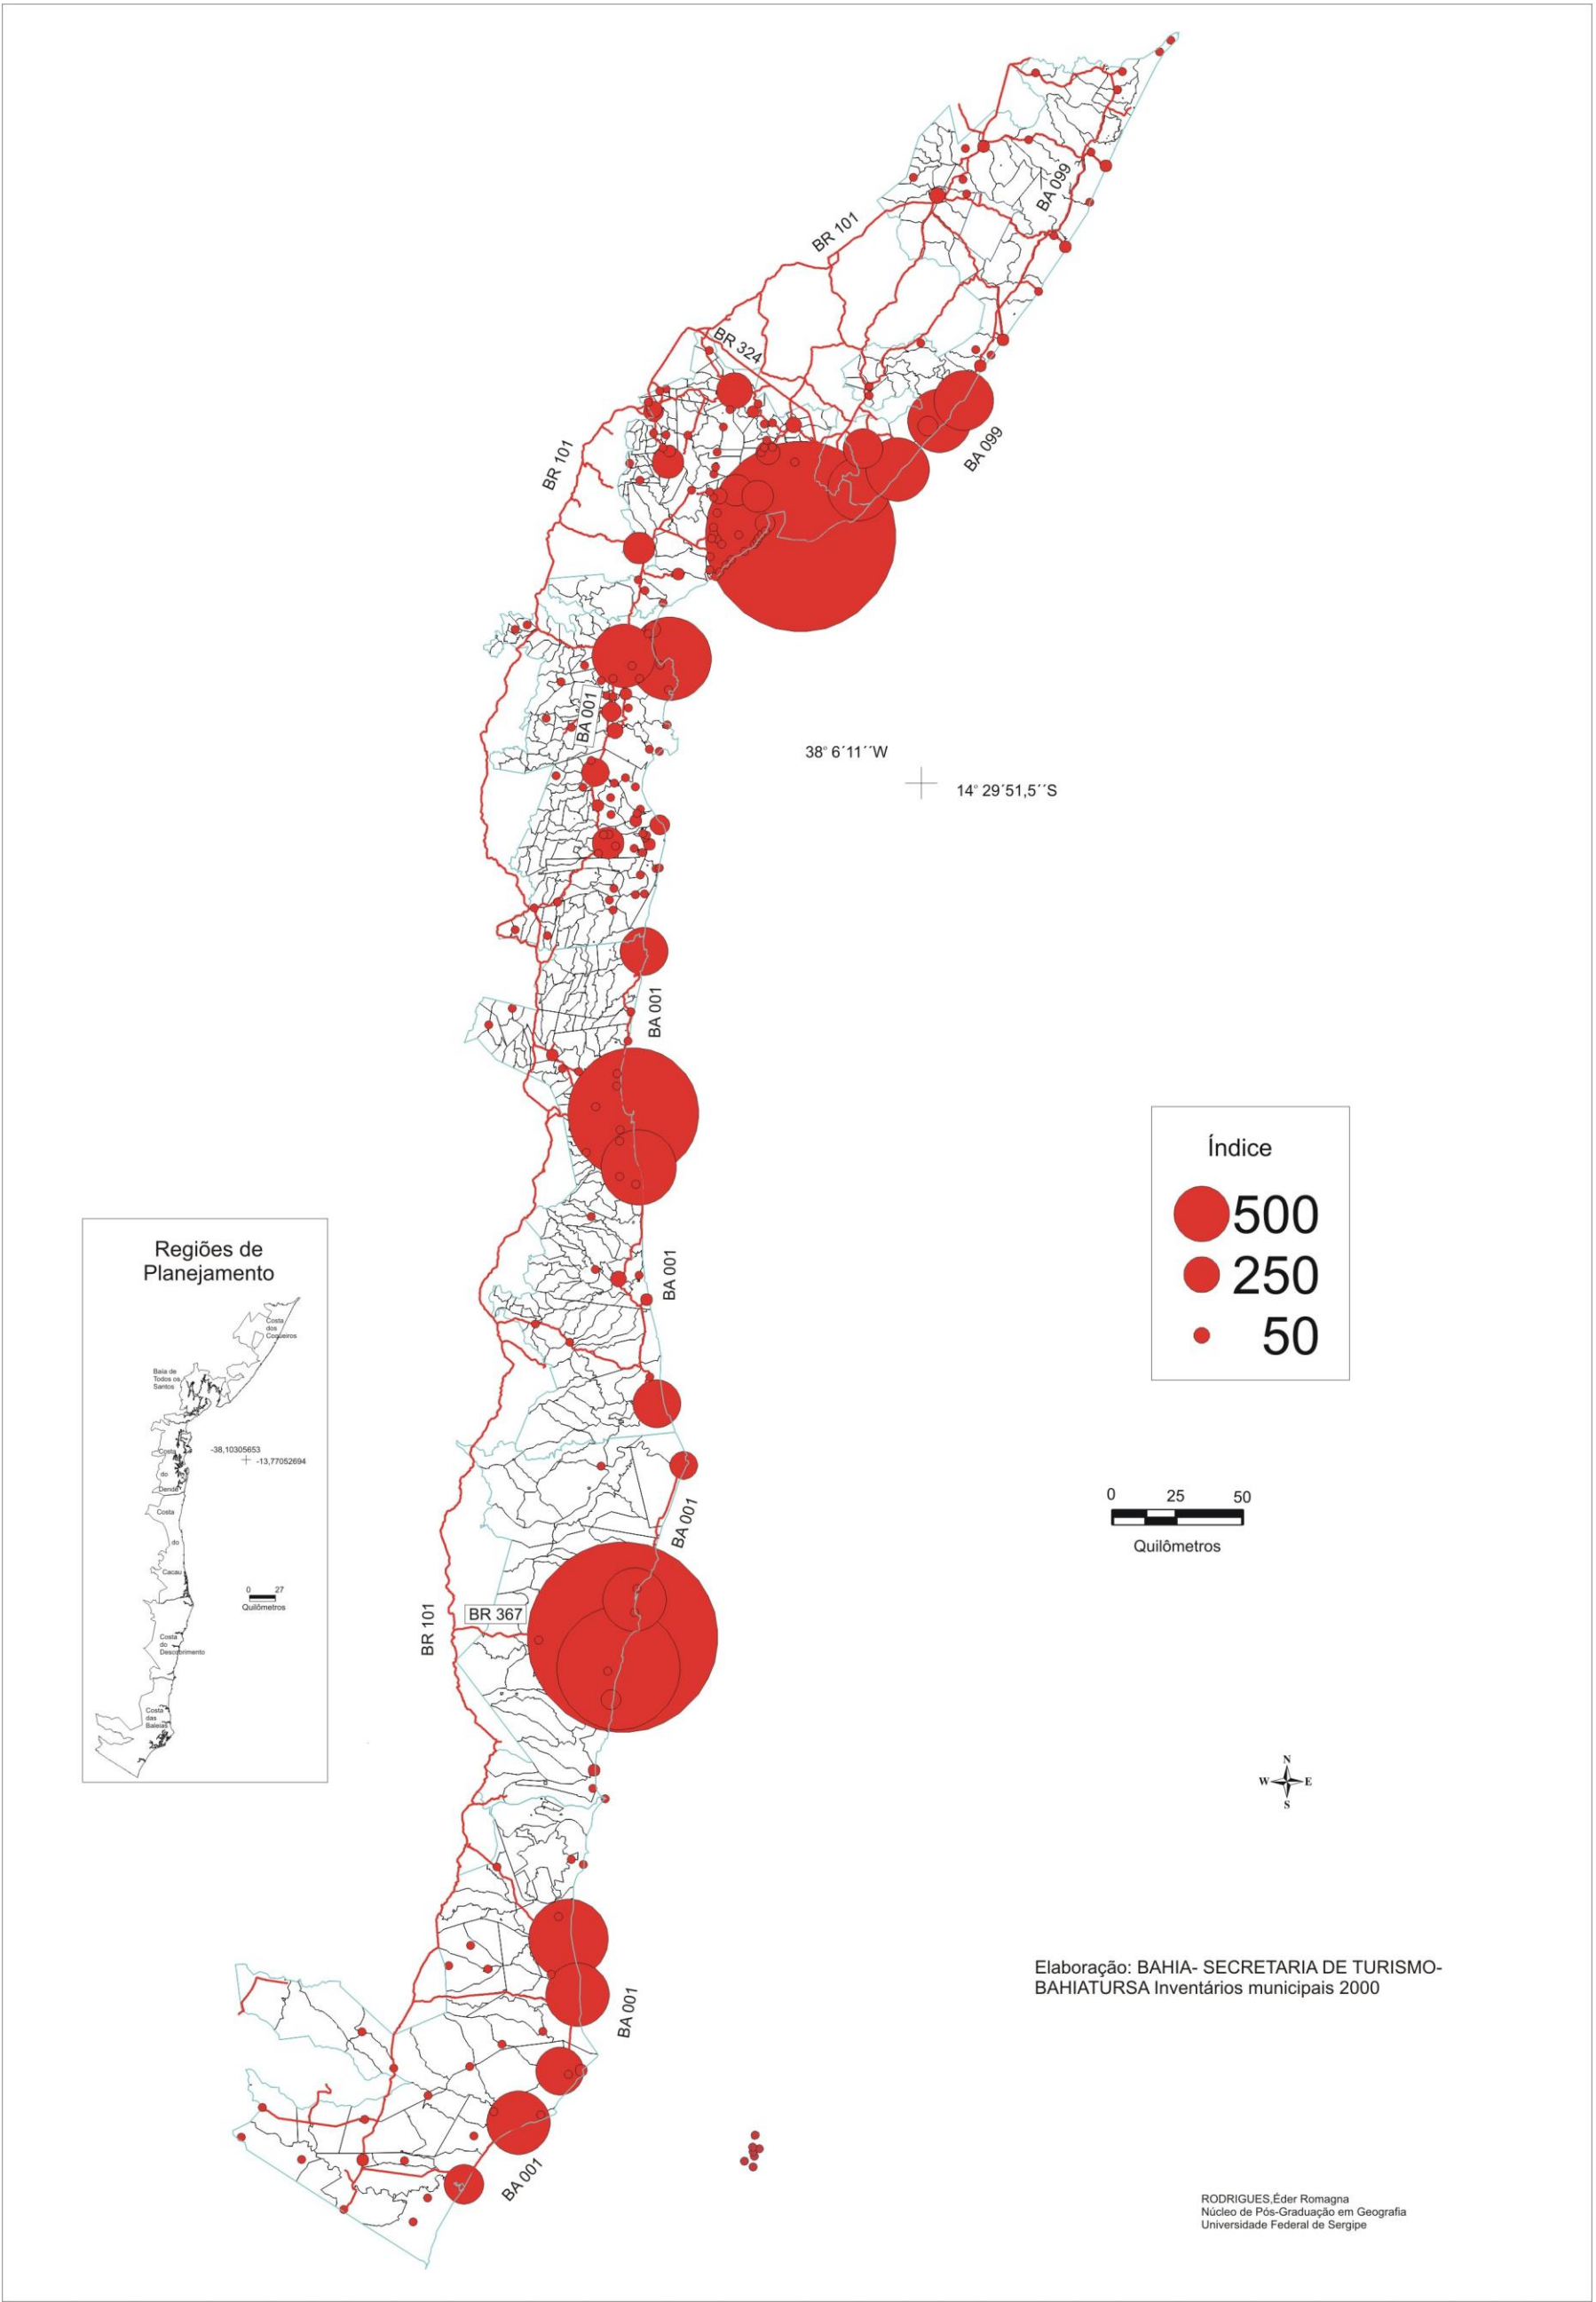 BA 099
BR 101
BR 324
BR 101
BA 099
BA 001
38° 6´11´´W
14° 29´51,5´´S
BA 001
Índice
500
250
50
Regiões de
Planejamento
Costa
dos
Coqueiros
Baia de
Todos os
Santos
-38,10305653
-13,77052694
Costa
do
Dendê
Costa
do
Cacau
0 27
Quilômetros
Costa
do
Descobrimento
Costa
das
Baleias
BA 001
0 25 50
Quilômetros
BA 001
BR 367
BR 101
N
W E
S
Elaboração: BAHIA- SECRETARIA DE TURISMO-
BAHIATURSA Inventários municipais 2000
BA 001
BA 001
RODRIGUES,Éder Romagna
Núcleo de Pós-Graduação em Geografia
Universidade Federal de Sergipe